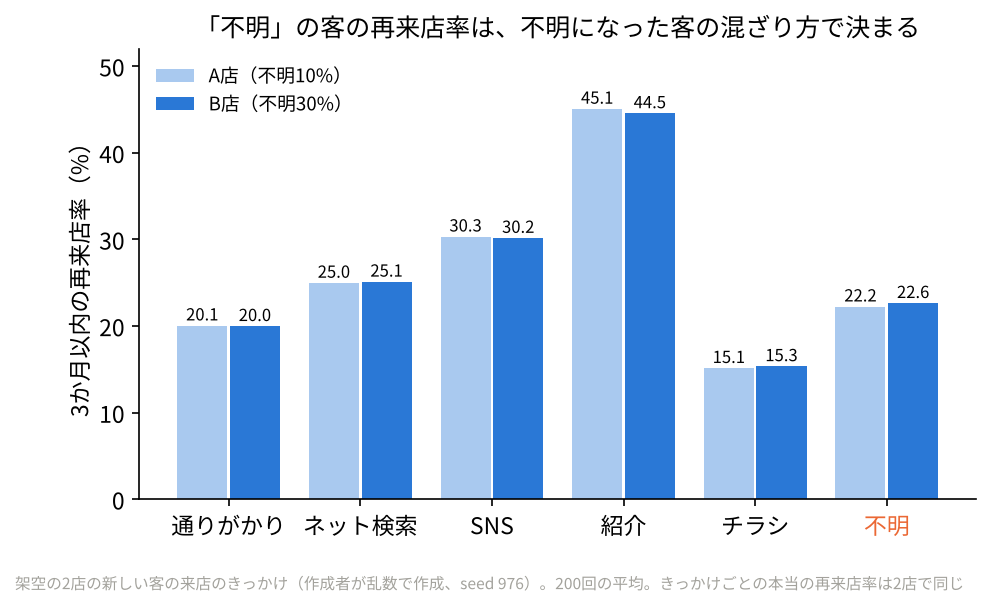 「不明」の客の再来店率は、不明になった客の混ざり方で決まる
3か月以内の再来店率（%）
50
40
30
20
10
0
A店（不明10%）
B店（不明30%）
20.1
20.0
25.0
25.1
30.3
30.2
45.1
44.5
15.1
15.3
22.2
22.6
通りがかり
ネット検索
SNS
紹介
チラシ
不明
架空の2店の新しい客の来店のきっかけ（作成者が乱数で作成、seed 976）。200回の平均。きっかけごとの本当の再来店率は2店で同じ